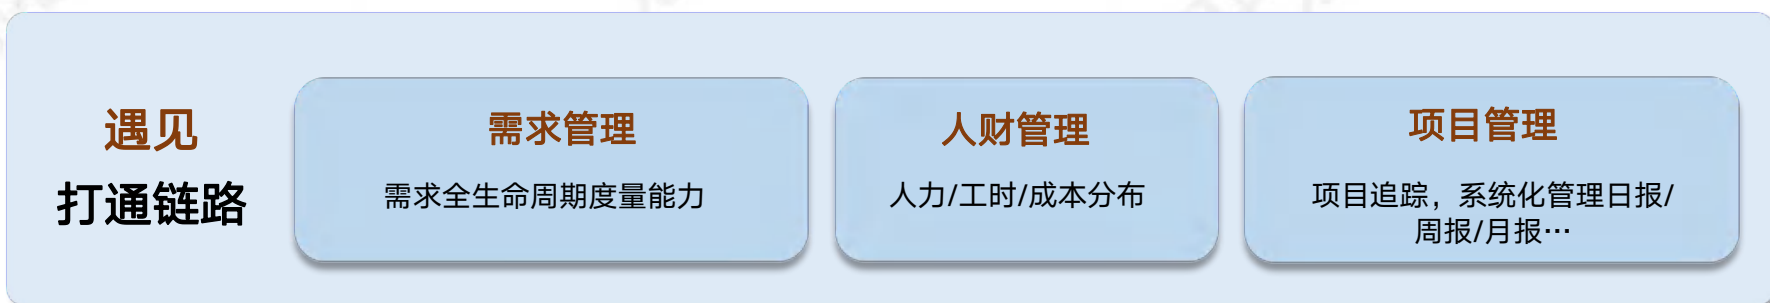 遇见
打通链路
需求管理
需求全生命周期度量能力
人财管理
人力/工时/成本分布
项目管理
项目追踪，系统化管理日报/
周报/月报…